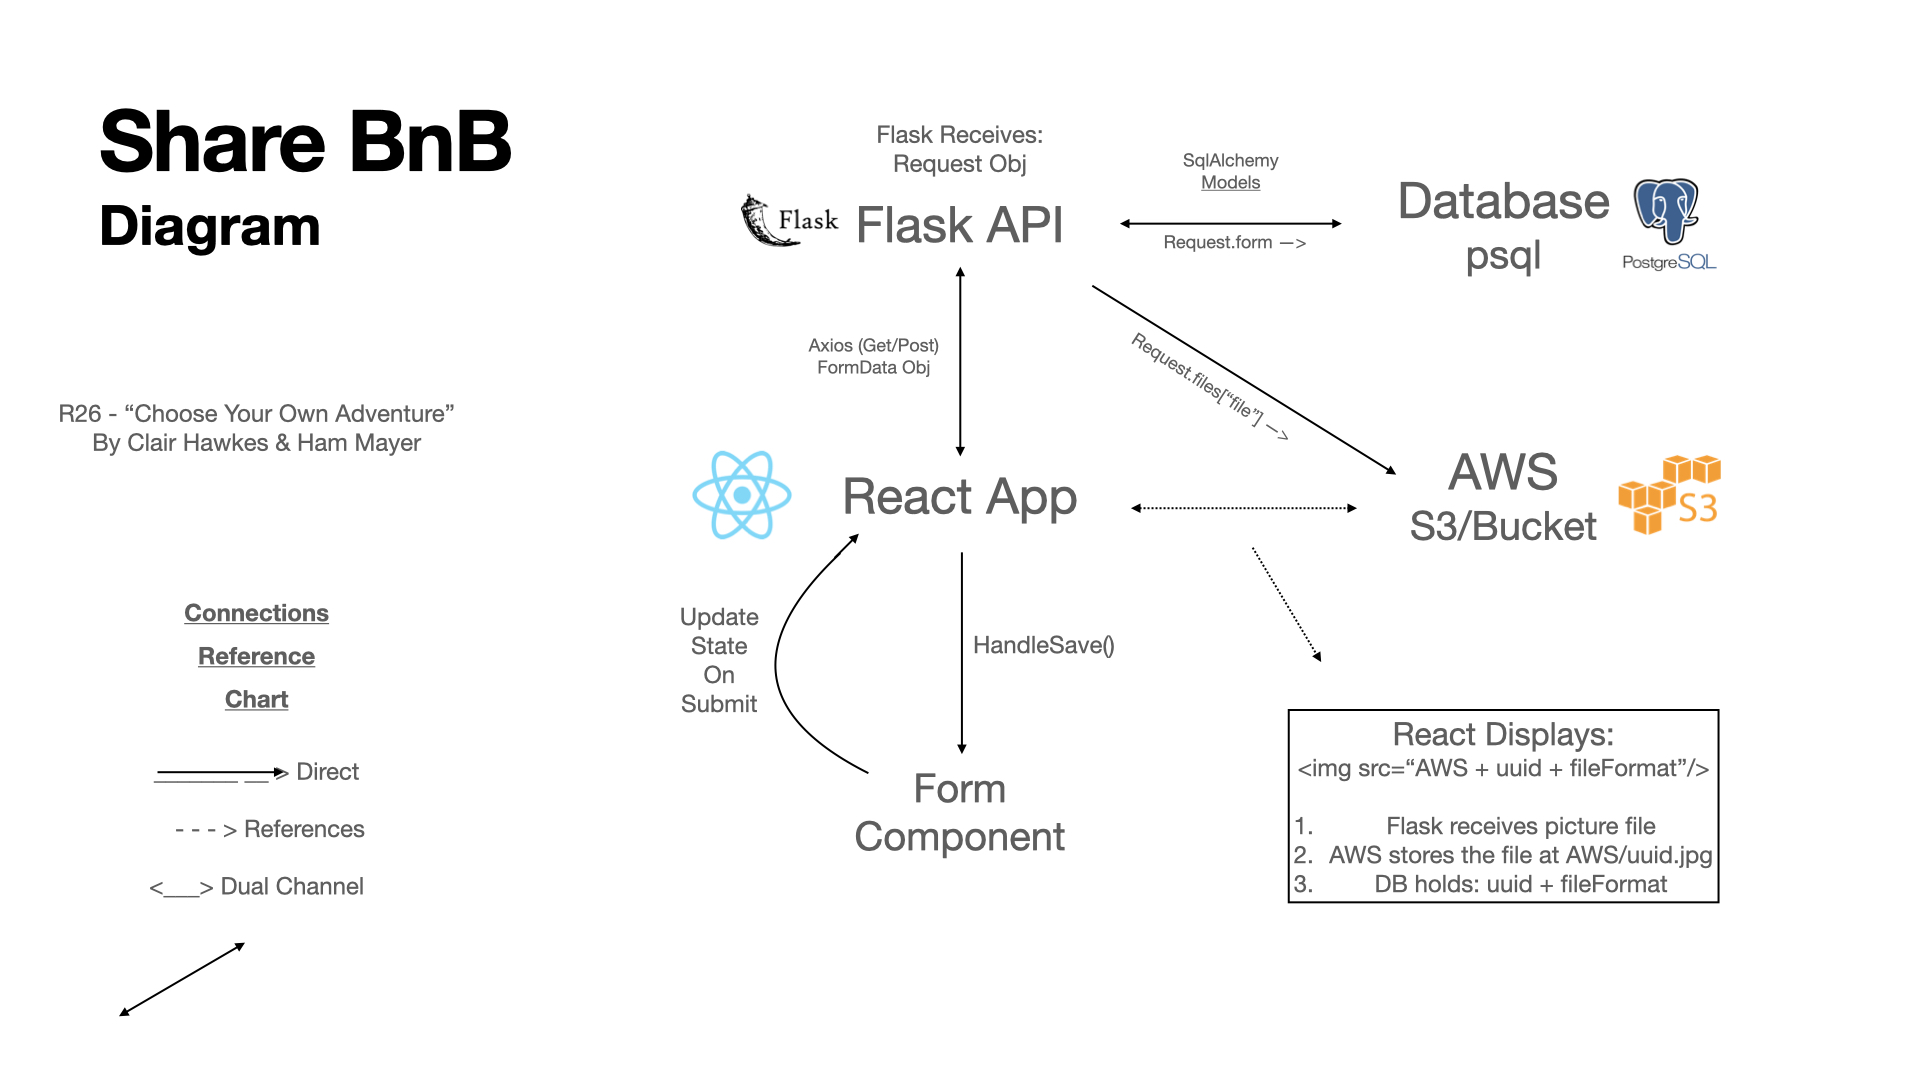 Share BnB
Diagram
R26 - “Choose Your Own Adventure”
By Clair Hawkes & Ham Mayer
Connections
Reference
Chart
_______ __ > Direct
- - - > References
<___> Dual Channel
Flask Receives:
Request Obj
Flask
Flask API
SqlAlchemy
Models
Request.form —>
Database
psql
PostgreSQL
Axios (Get/Post)
FormData Obj
Request.files[“file”] —>
React App
AWS
S3/Bucket
S3
Update
State
On
Submit
HandleSave()
Form
Component
React Displays:
<img src=“AWS + uuid + fileFormat”/>
1. Flask receives picture file
2. AWS stores the file at AWS/uuid.jpg
3. DB holds: uuid + fileFormat